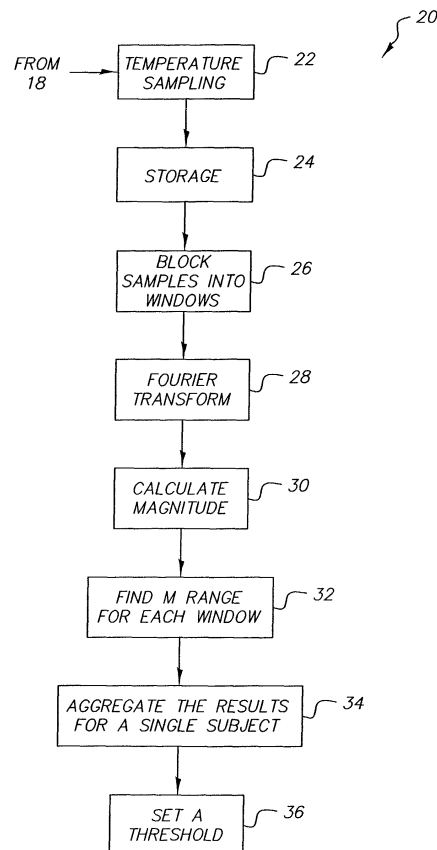 20
FROM
18
TEMPERATURE
SAMPLING
22
STORAGE
24
BLOCK
SAMPLES INTO
WINDOWS
26
FOURIER
TRANSFORM
28
CALCULATE
MAGNITUDE
30
FIND M RANGE
FOR EACH WINDOW
32
AGGREGATE THE RESULTS
FOR A SINGLE SUBJECT
34
SET A
THRESHOLD
36